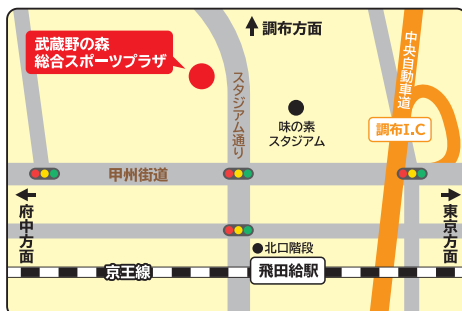 武蔵野の森
総合スポーツプラザ
調布方面
中央自動車道
スタジアム通り
味の素
スタジアム
調布I.C
甲州街道
府中方面
東京方面
北口階段
京王線
飛田給駅